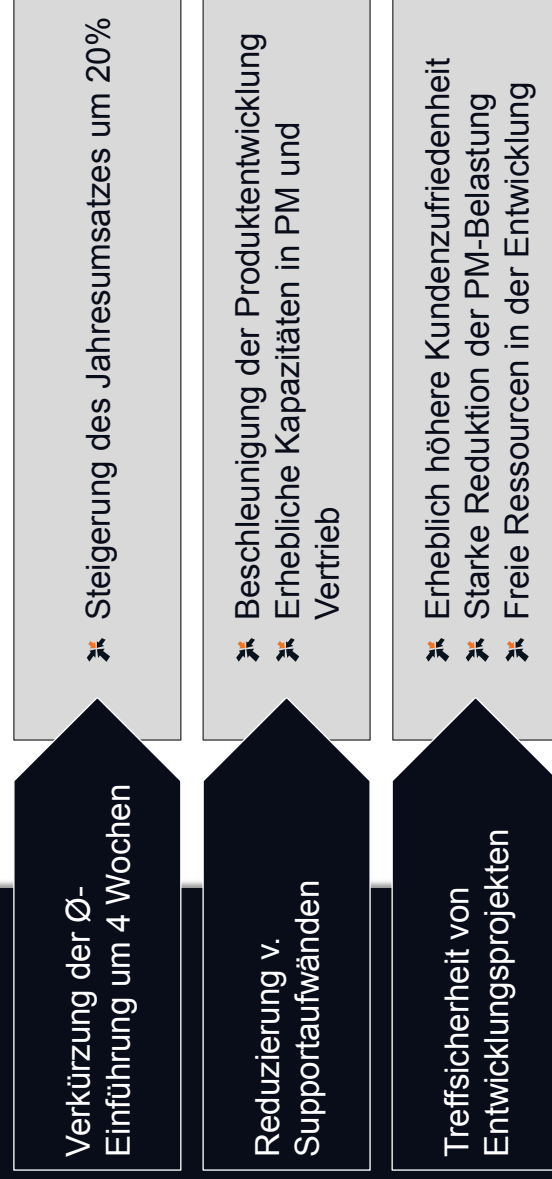 Verkürzung der Ø-
Einführung um 4 Wochen
Steigerung des Jahresumsatzes um 20%
Reduzierung v.
Supportaufwänden
Beschleunigung der Produktentwicklung
Erhebliche Kapazitäten in PM und
Vertrieb
Treffsicherheit von
Entwicklungsprojekten
Erheblich höhere Kundenzufriedenheit
Starke Reduktion der PM-Belastung
Freie Ressourcen in der Entwicklung